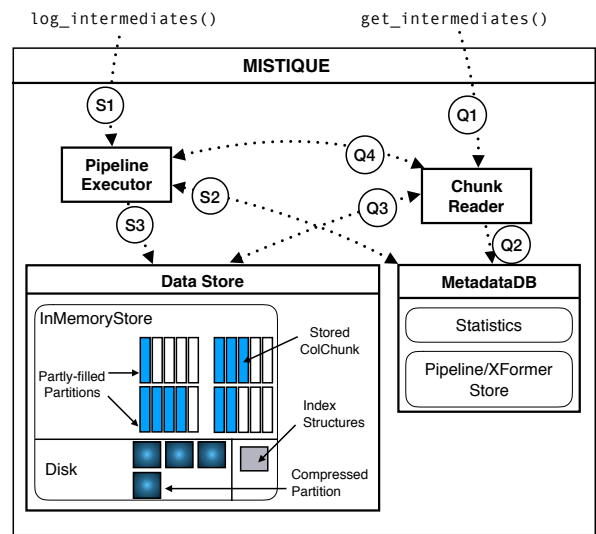 log_intermediates()
get_intermediates()
MISTIQUE
S1
Q1
Pipeline
Executor
Q4
Chunk
Reader
S2
Q3
S3
Q2
Data Store
MetadataDB
InMemoryStore
Stored
ColChunk
Partly-filled
Partitions
Index
Structures
Disk
Compressed
Partition
Statistics
Pipeline/XFormer
Store